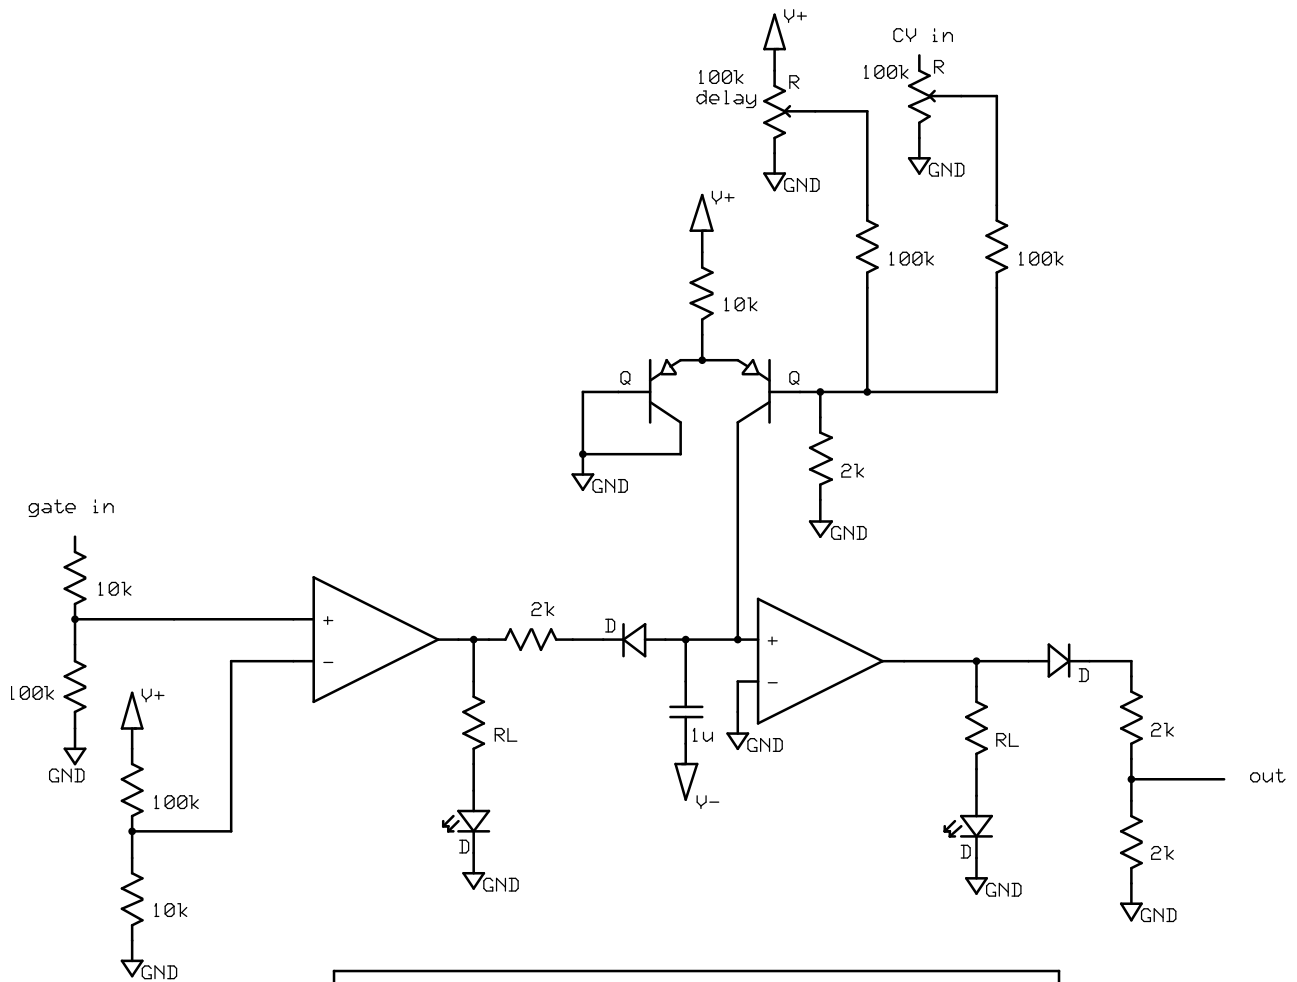 V+
CV in
100k
delay
R
100k
R
GND
GND
V+
100k
100k
10k
Q
Q
GND
2k
GND
gate in
10k
+
-
2k
D
+
-
100k
V+
GND
RL
1u
GND
V-
RL
D
2k
out
100k
10k
GND
D
GND
D
GND
2k
GND